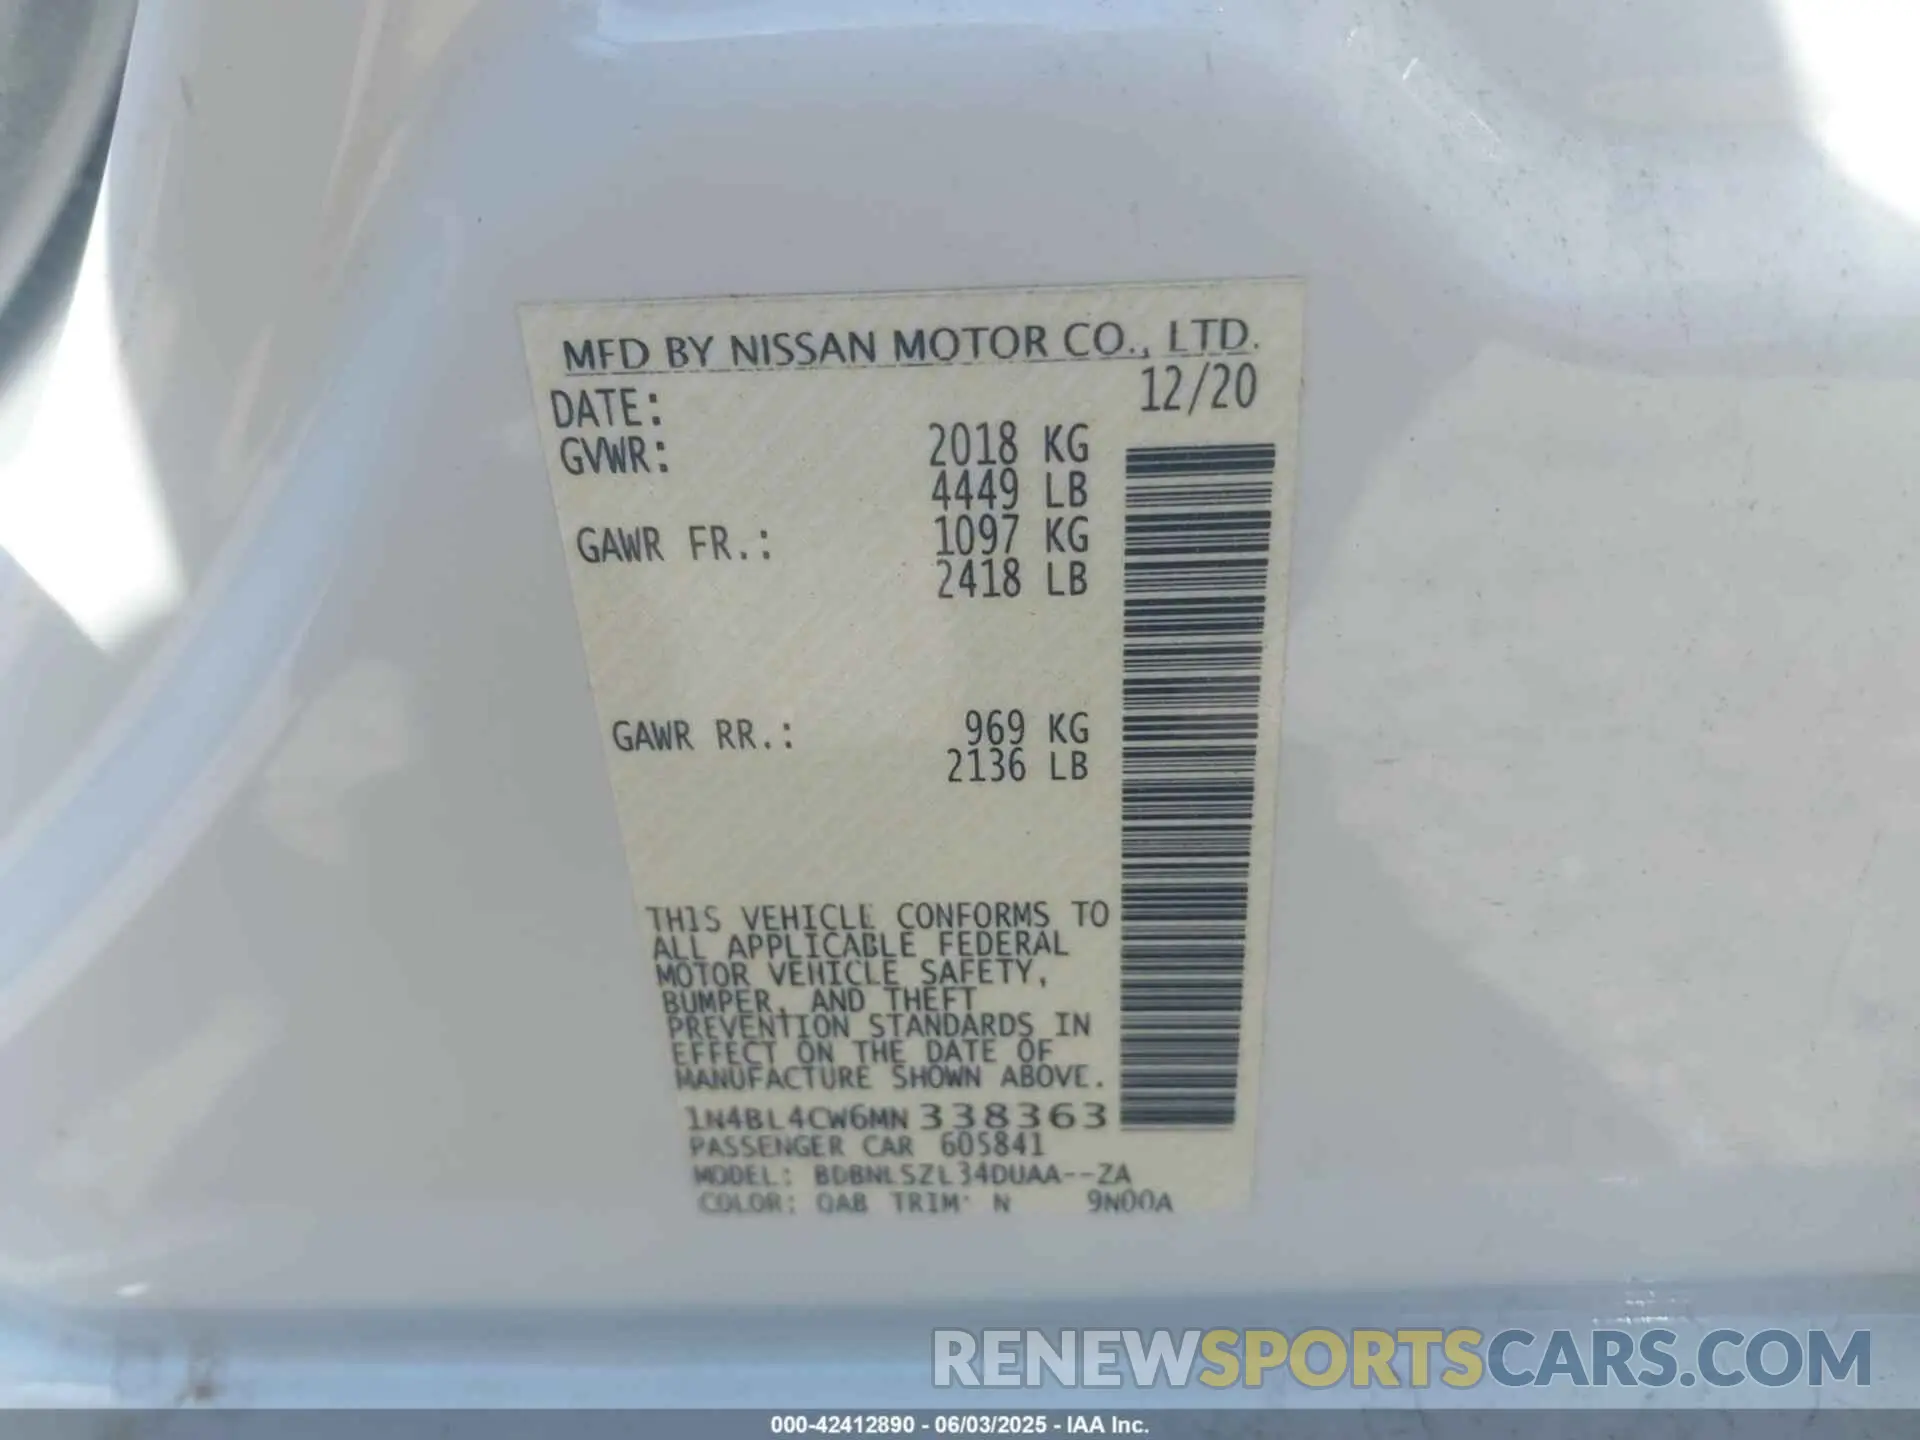 MFD BY NISSAN MOTOR CO., LTD.
DATE: 12/20
GVWR: 2018 KG
4449 LB
GAWR FR.: 1097 KG
2418 LB
GAWR RR.: 969 KG
2136 LB
THIS VEHICLE CONFORMS TO
ALL APPLICABLE FEDERAL
MOTOR VEHICLE SAFETY,
BUMPER, AND THEFT
PREVENTION STANDARDS IN
EFFECT ON THE DATE OF
MANUFACTURE SHOWN ABOVE.
1N4BL4CW6MN338363
PASSENGER CAR 605841
MODEL: BDBNLSZL34DUAA--ZA
COLOR: QAB TRIM: N 9N00A
RENEWSPORTSCARS.COM
000-42412890 - 06/03/2025 - IAA Inc.